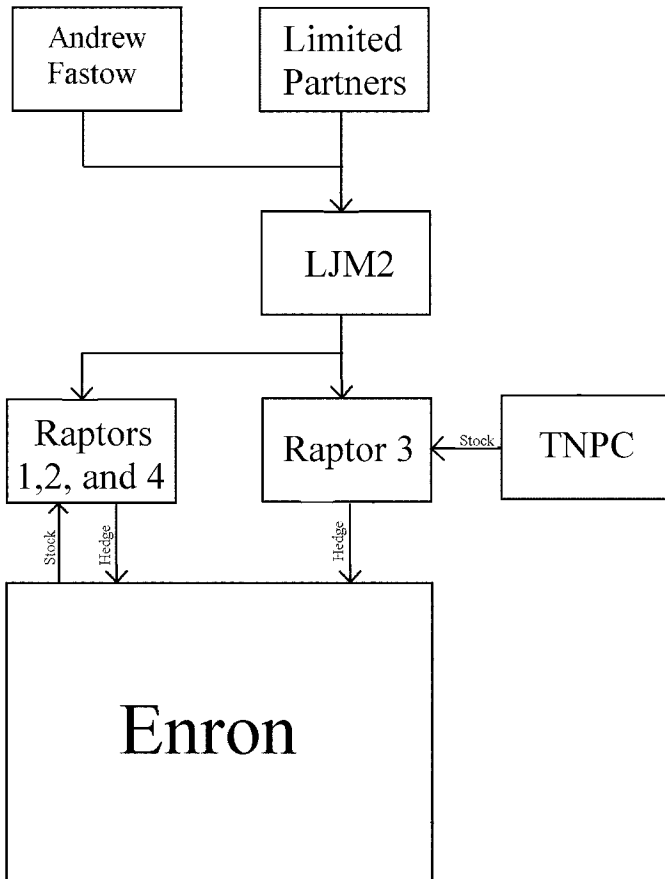 Andrew
Fastow
Limited
Partners
LJM2
Raptors
1,2, and 4
Raptor 3
Stock
TNPC
Stock
Hedge
Hedge
Enron